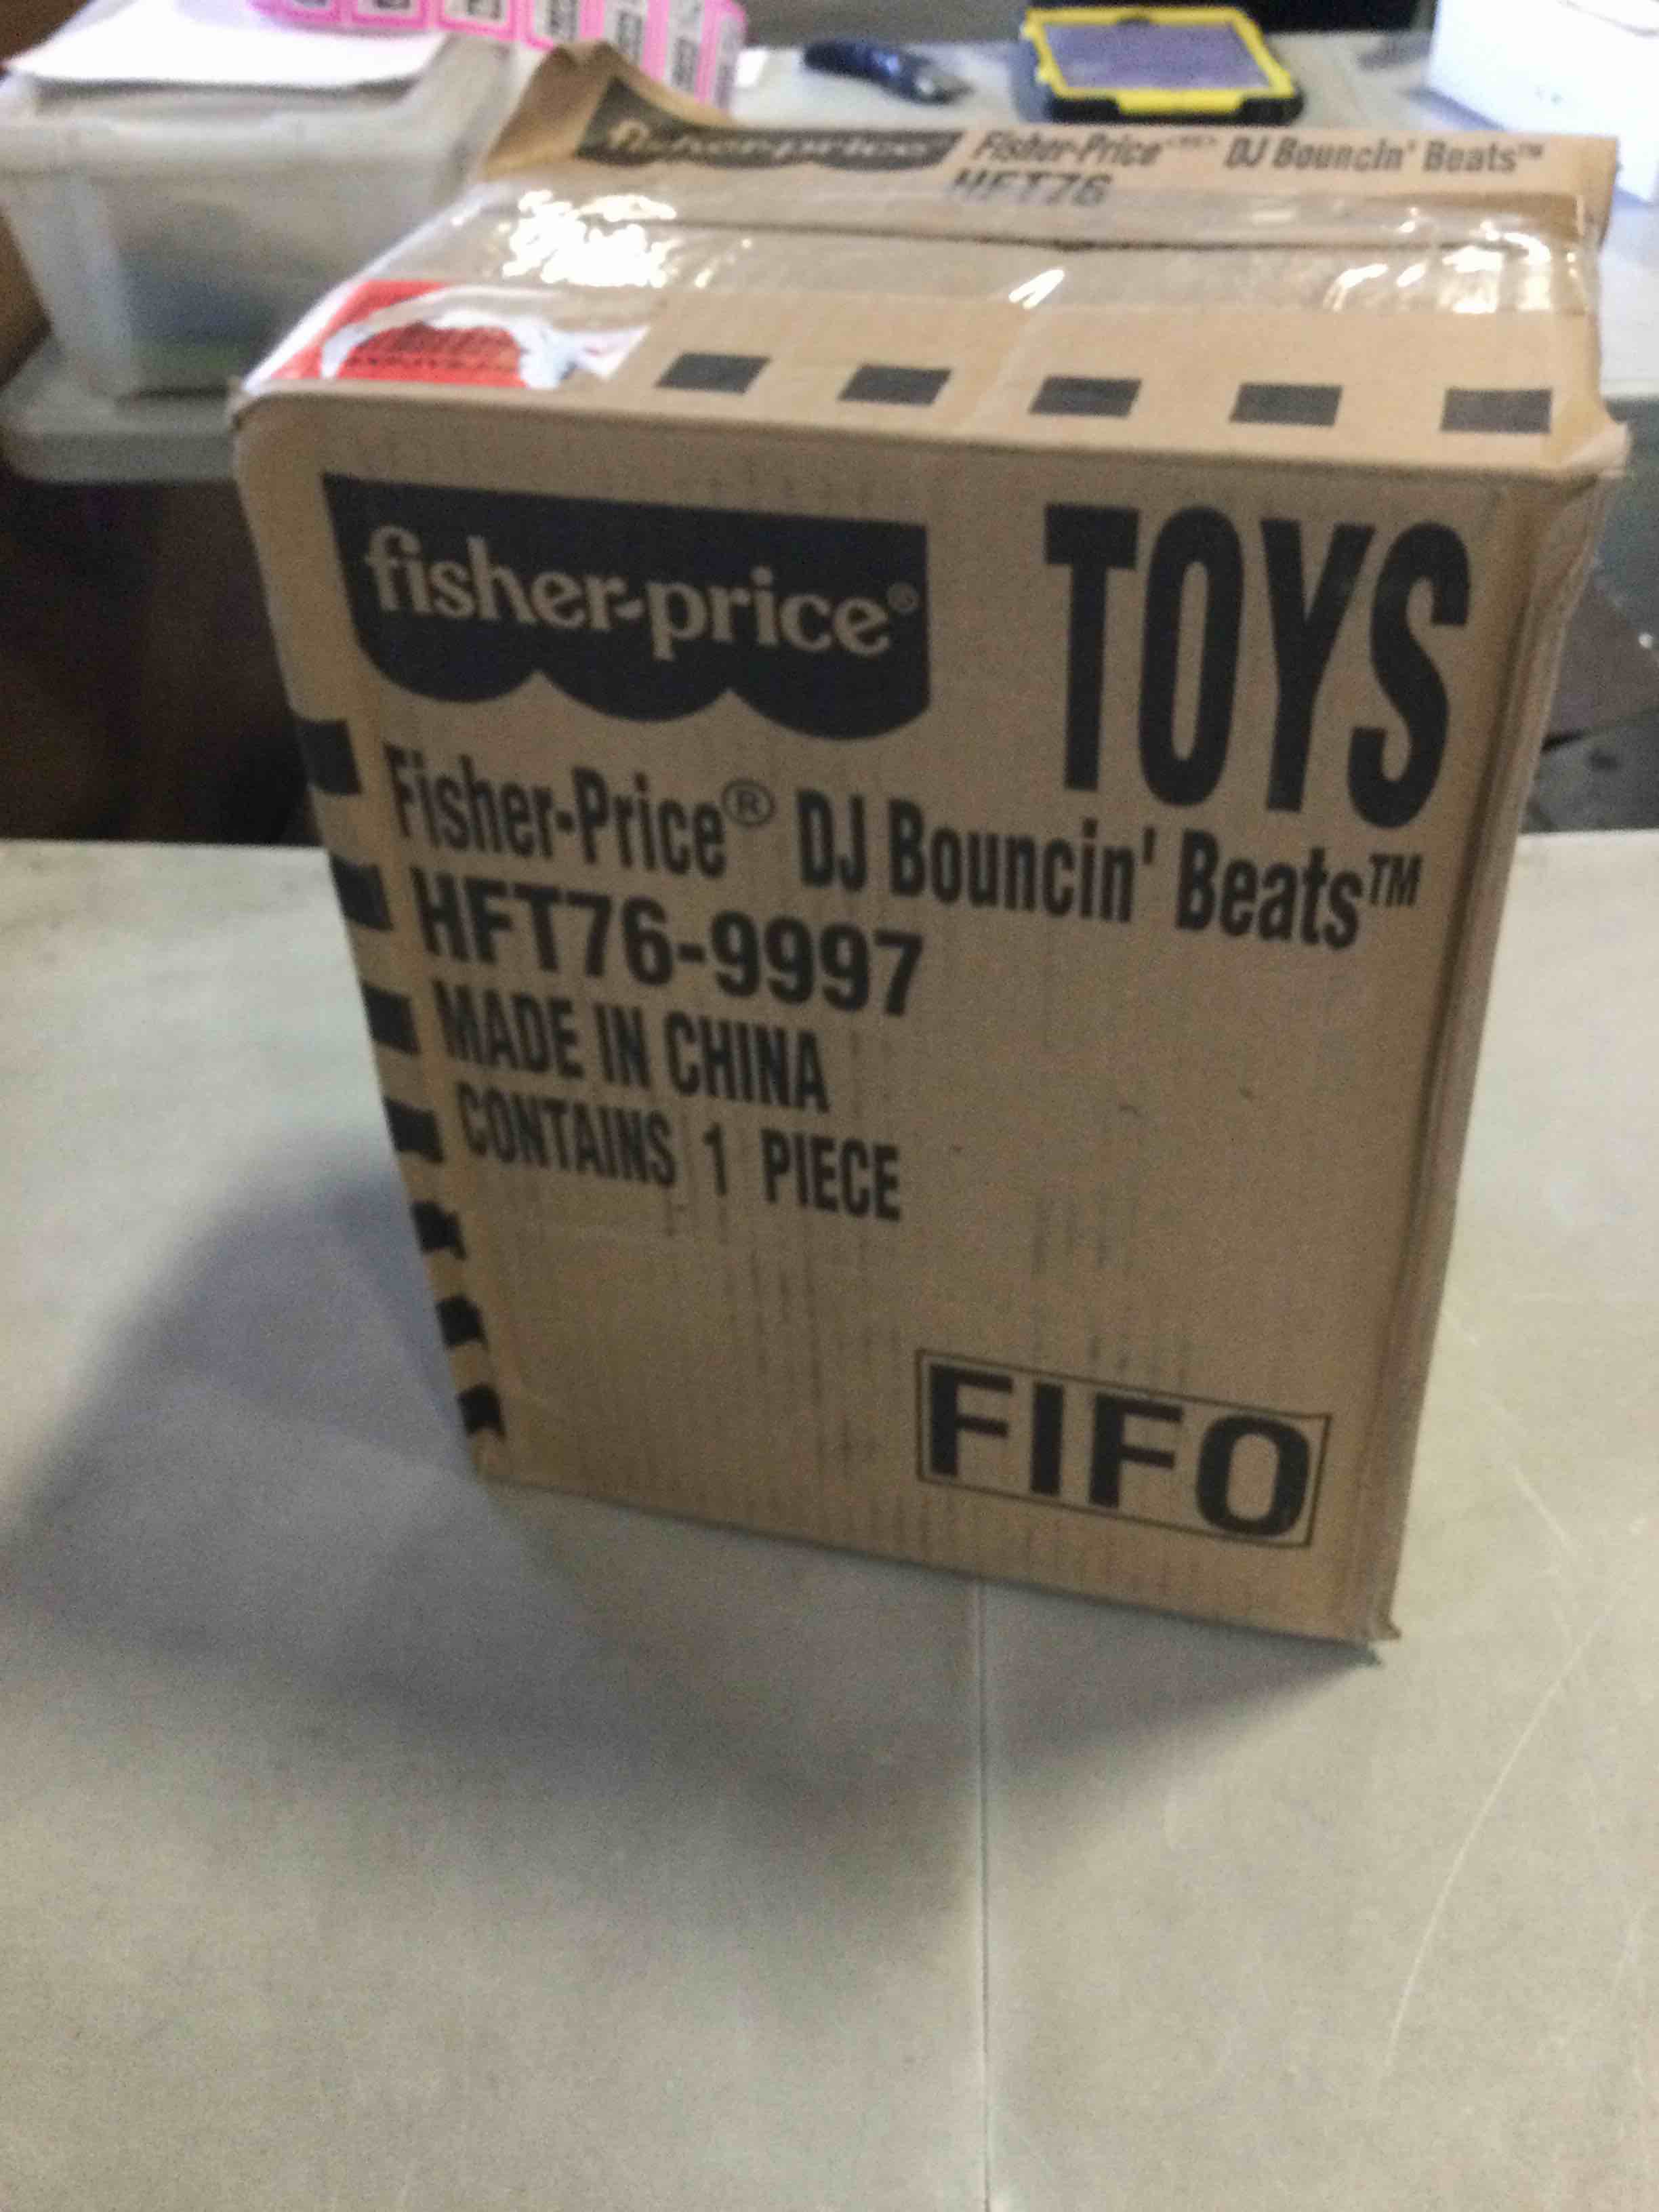 fisher-price Fisher-Price DJ Bouncin' Beats™
HFT76
fisher-price® TOYS
Fisher-Price® DJ Bouncin' Beats™
HFT76-9997
MADE IN CHINA
CONTAINS 1 PIECE
FIFO